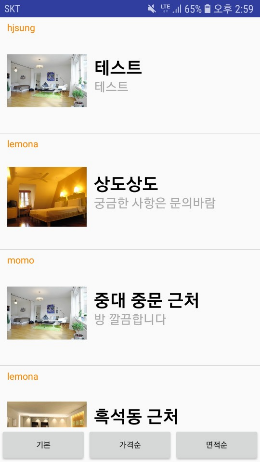 SKT LTE 65% 오후 2:59
hjsung
테스트
테스트
lemona
상도상도
궁금한 사항은 문의바람
momo
중대 중문 근처
방 깔끔합니다
lemona
흑석동 근처
기본 가격순 면적순